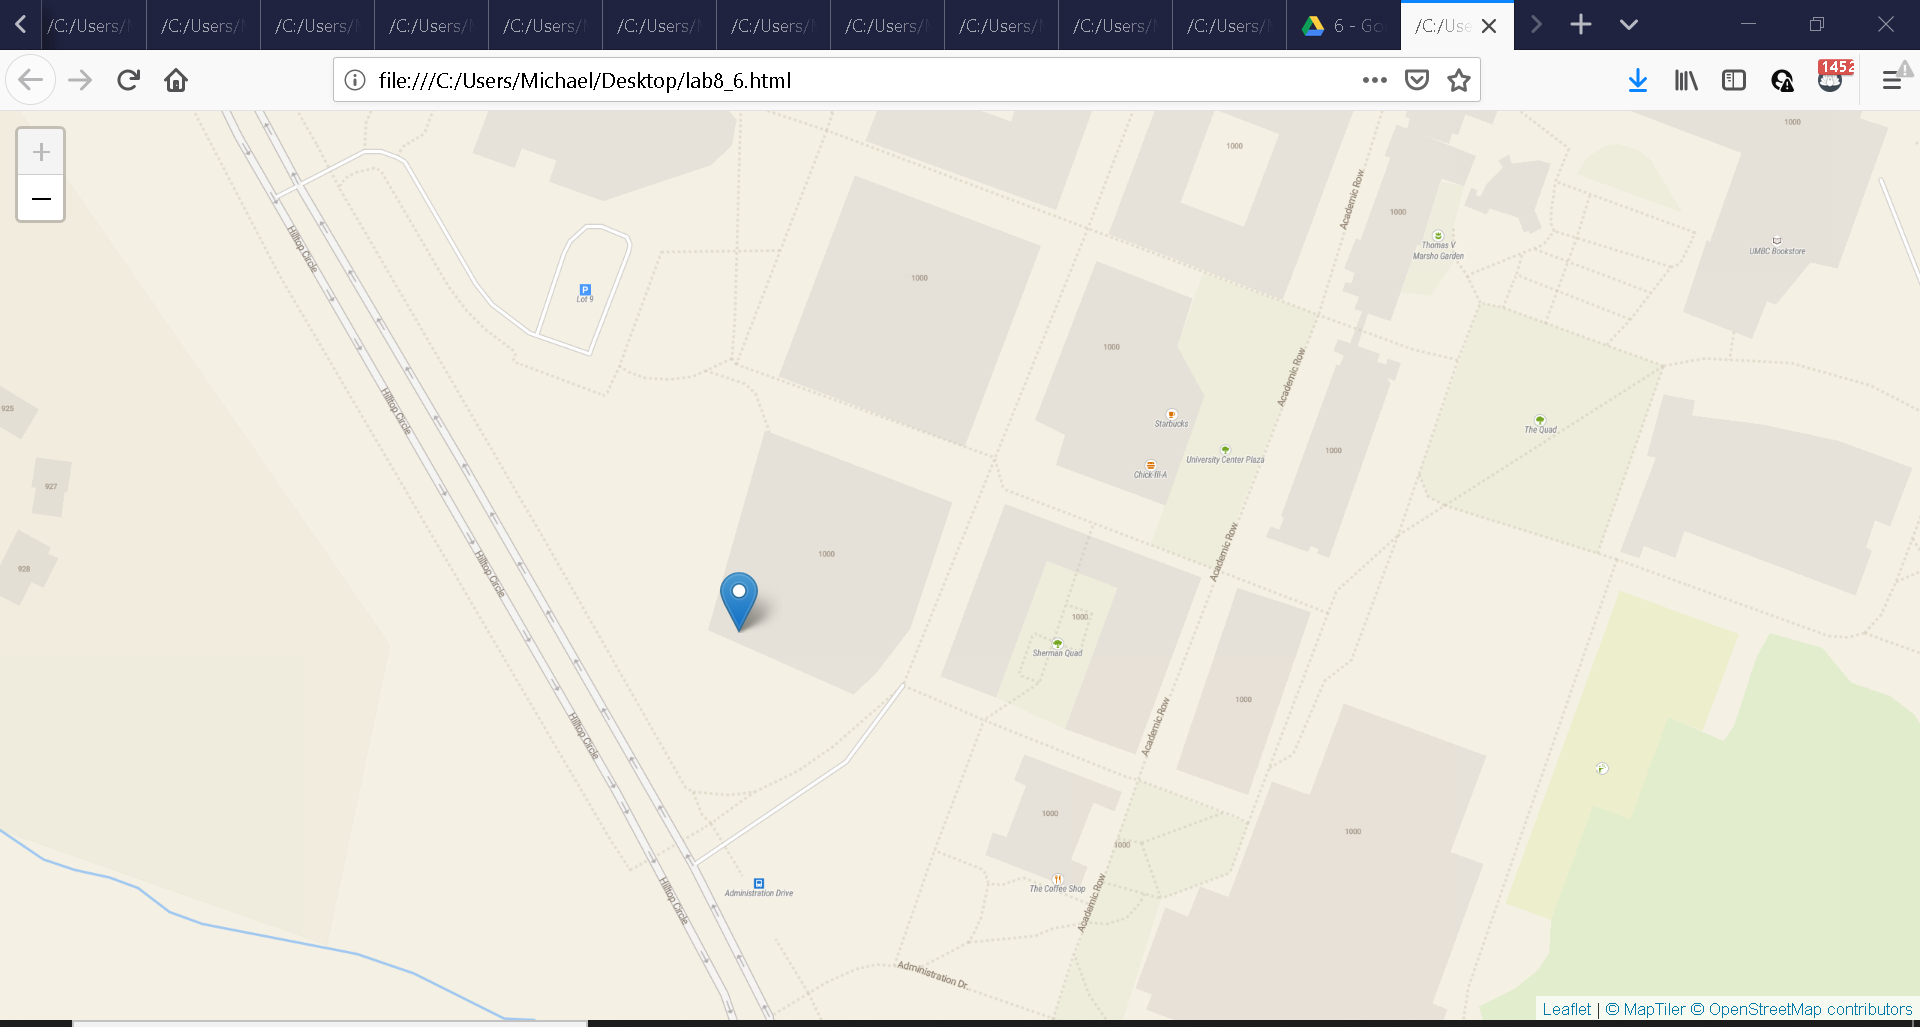 /C:/Users/
/C:/Users/
/C:/Users/
/C:/Users/
/C:/Users/
/C:/Users/
/C:/Users/
/C:/Users/
/C:/Users/
/C:/Users/
/C:/Users/
6 - Go
/C:/Use
file:///C:/Users/Michael/Desktop/lab8_6.html
1452
+
−
1000
1000
Academic Row
1000
Thomas V
Marsho Garden
UMBC Bookstore
Hilltop Circle
1000
P
Lot 9
1000
Academic Row
Hilltop Circle
925
Starbucks
The Quad
University Center Plaza
1000
Chick-fil-A
927
Academic Row
1000
928
Hilltop Circle
1000
Sherman Quad
1000
Academic Row
Hilltop Circle
1000
1000
1000
Administration Drive
The Coffee Shop
Hilltop Circle
Academic Row
Administration Dr..
Leaflet | © MapTiler © OpenStreetMap contributors